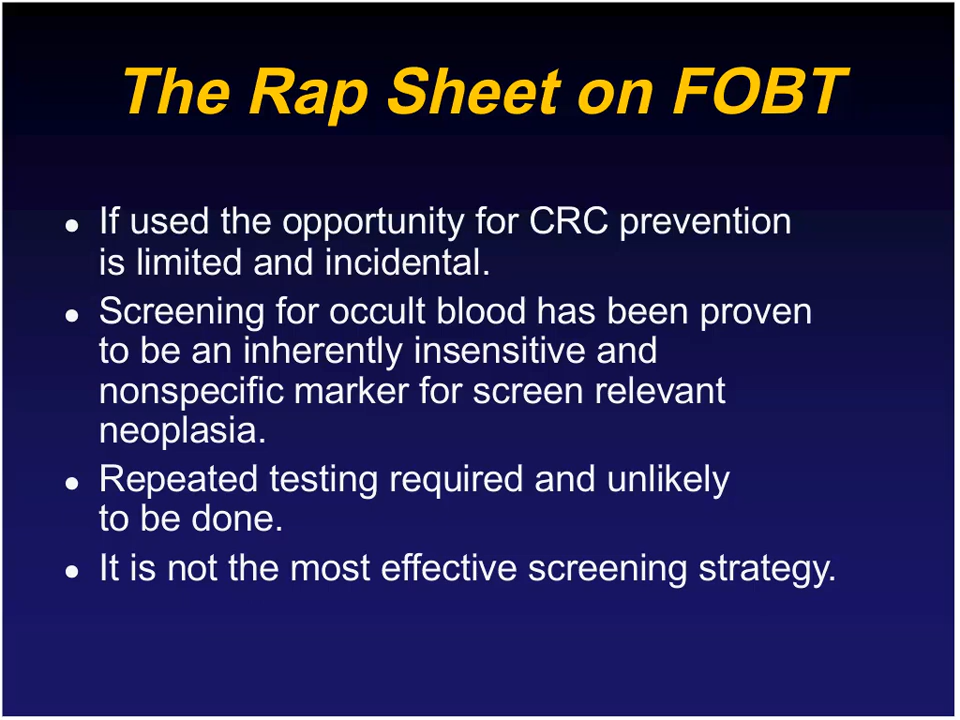 The Rap Sheet on FOBT
● If used the opportunity for CRC prevention
is limited and incidental.
● Screening for occult blood has been proven
to be an inherently insensitive and
nonspecific marker for screen relevant
neoplasia.
● Repeated testing required and unlikely
to be done.
● It is not the most effective screening strategy.